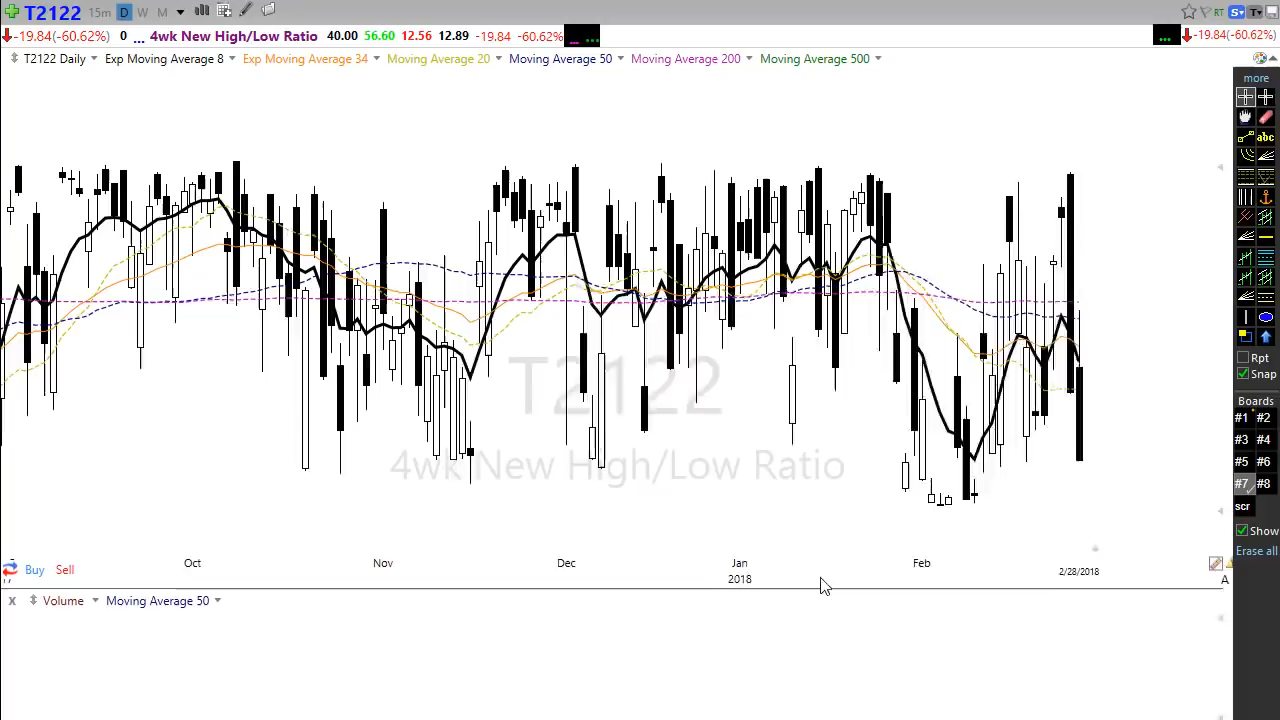 T2122 15m D W M RT S T
-19.84(-60.62%) 0 ... 4wk New High/Low Ratio 40.00 56.60 12.56 12.89 -19.84 -60.62% ... ... -19.84(-60.62%)
T2122 Daily Exp Moving Average 8 Exp Moving Average 34 Moving Average 20 Moving Average 50 Moving Average 200 Moving Average 500
more
abc
T2122
4wk New High/Low Ratio
Rpt
Snap
Boards
#1 #2
#3 #4
#5 #6
#7 #8
scr
Show
Erase all
Oct Nov Dec Jan Feb
Buy Sell
2018 2/28/2018 A
X Volume Moving Average 50